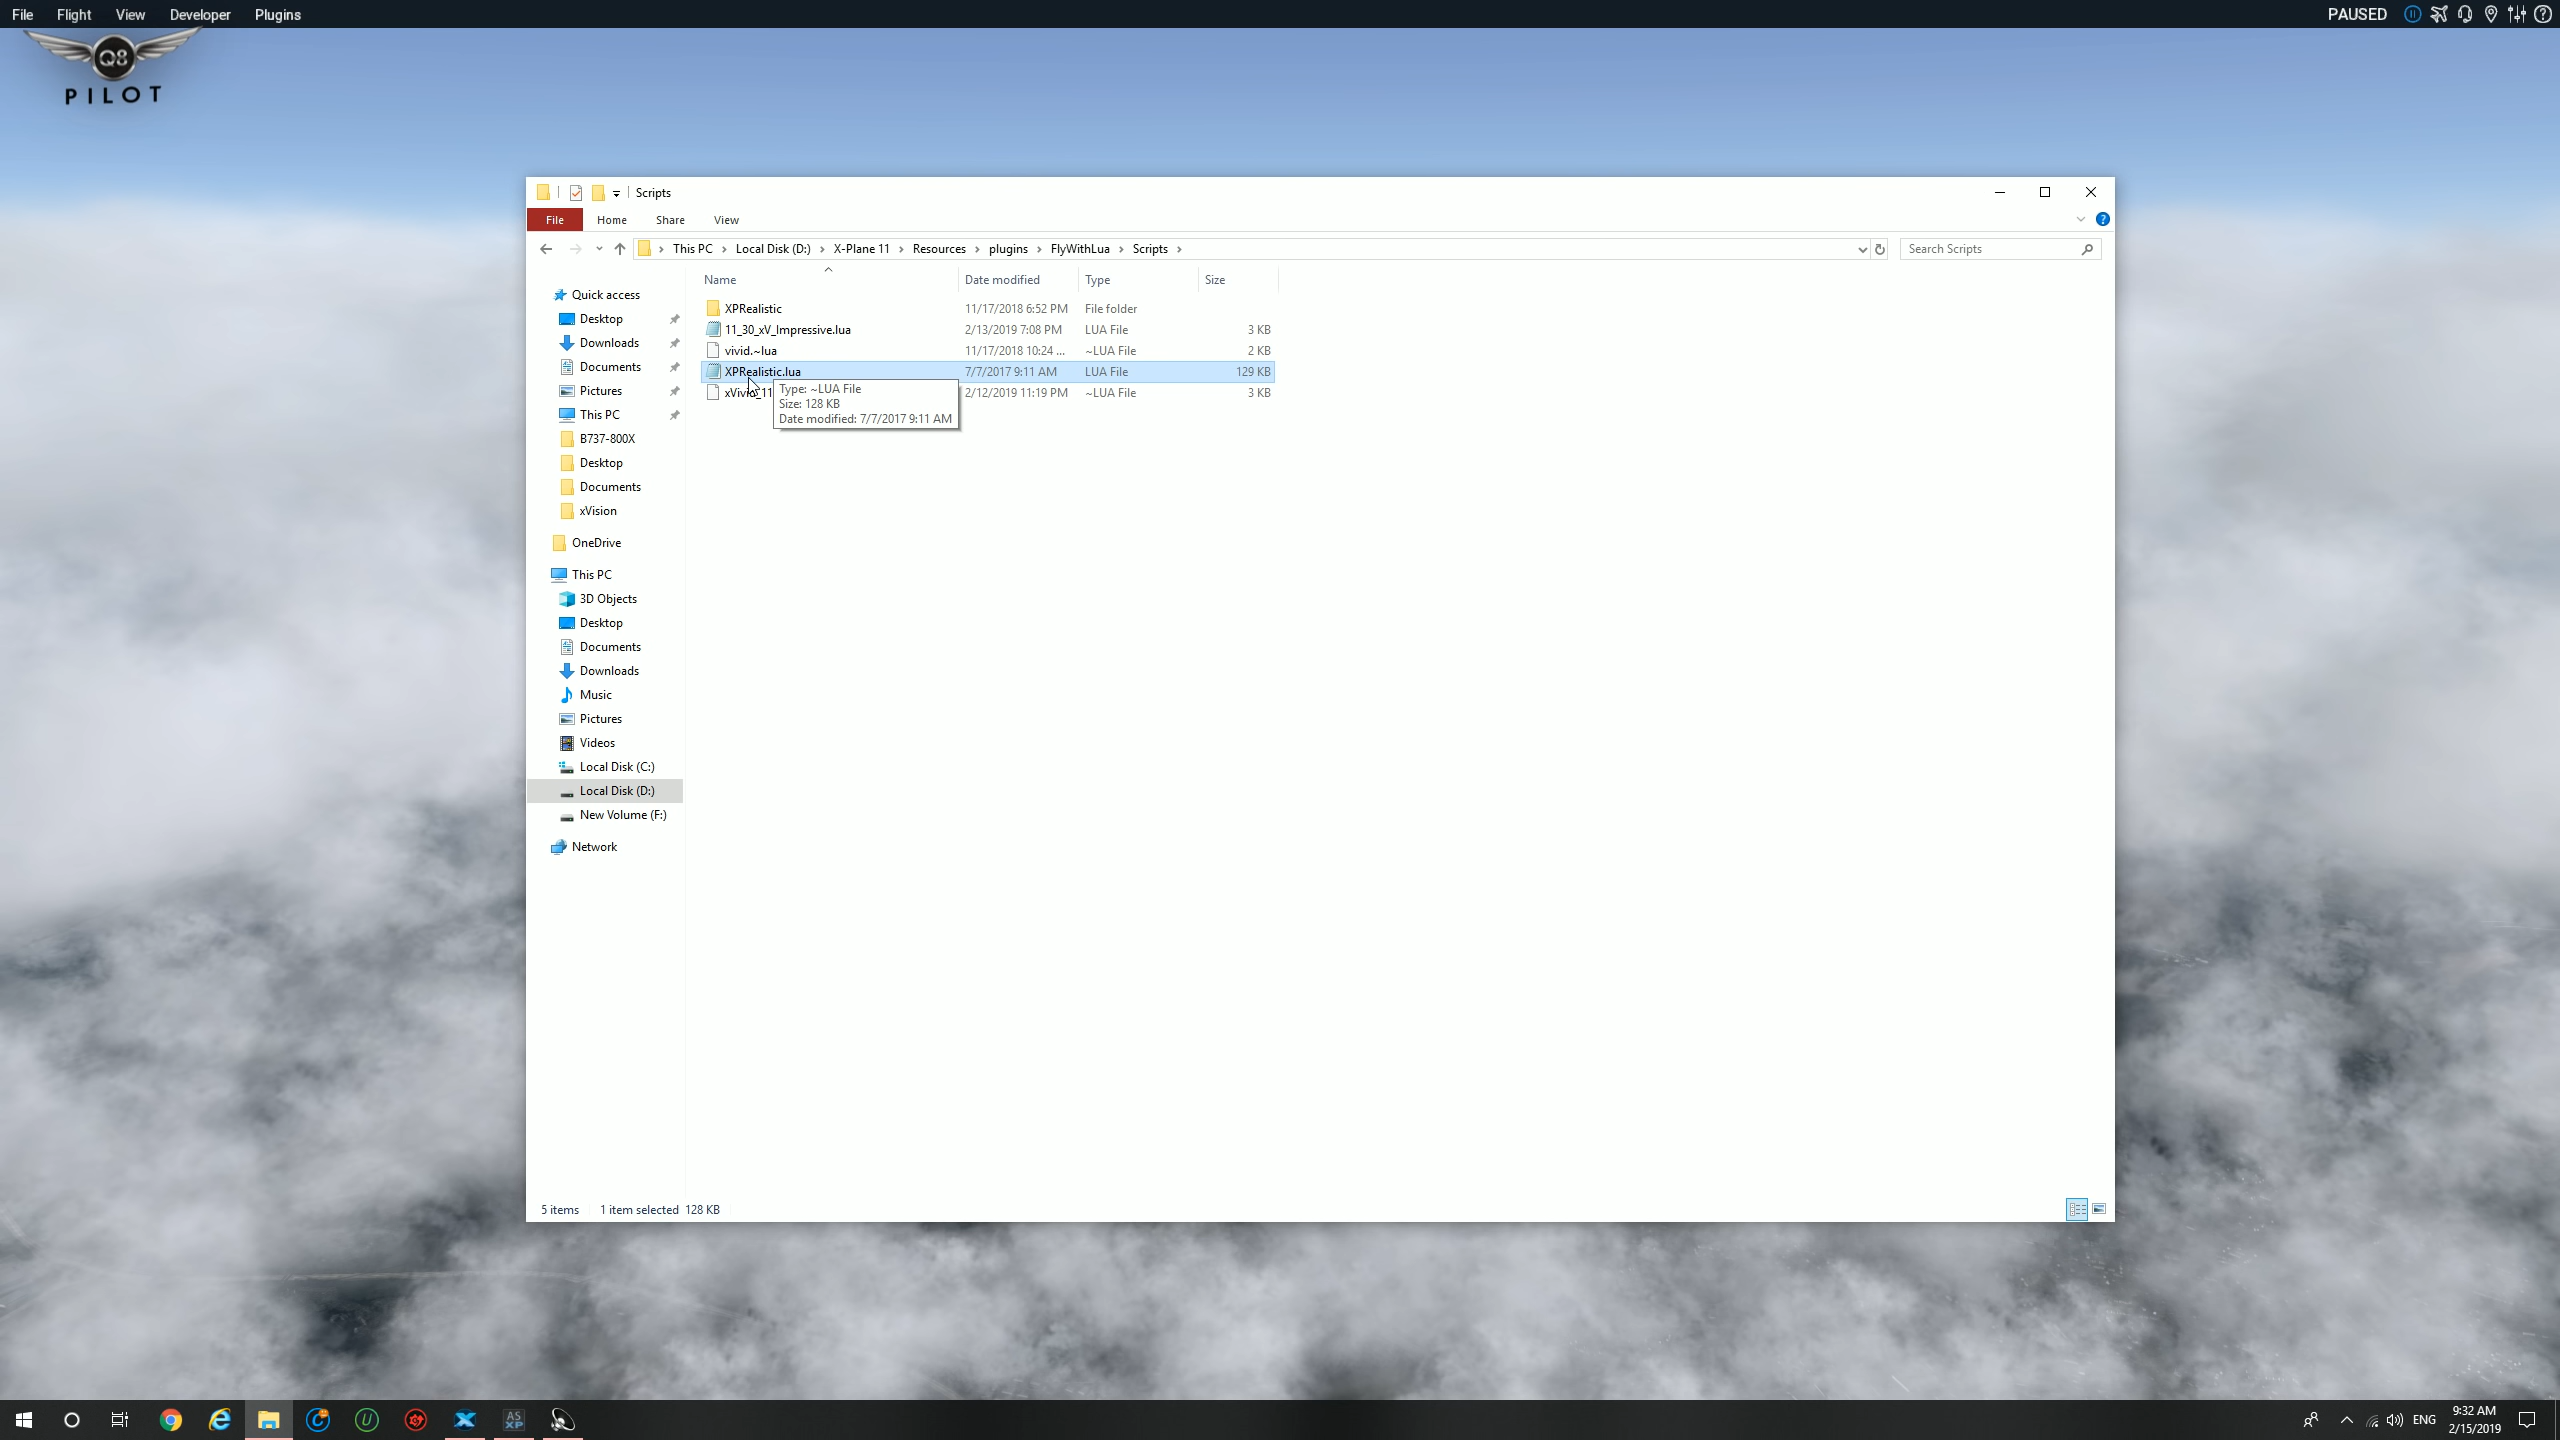 File Flight View Developer Plugins
PAUSED
Q8
PILOT
Scripts
File Home Share View
This PC Local Disk (D:) X-Plane 11 Resources plugins FlyWithLua Scripts
Search Scripts
Name Date modified Type Size
XPRealistic 11/17/2018 6:52 PM File folder
11_30_xV_Impressive.lua 2/13/2019 7:08 PM LUA File 3 KB
vivid.~lua 11/17/2018 10:24 ... ~LUA File 2 KB
XPRealistic.lua 7/7/2017 9:11 AM LUA File 129 KB
2/12/2019 11:19 PM ~LUA File 3 KB
Type: ~LUA File
Size: 128 KB
Date modified: 7/7/2017 9:11 AM
Quick access
Desktop
Downloads
Documents
Pictures
This PC
B737-800X
Desktop
Documents
xVision
OneDrive
This PC
3D Objects
Desktop
Documents
Downloads
Music
Pictures
Videos
Local Disk (C:)
Local Disk (D:)
New Volume (F:)
Network
5 items 1 item selected 128 KB
AS
XP
ENG
9:32 AM
2/15/2019